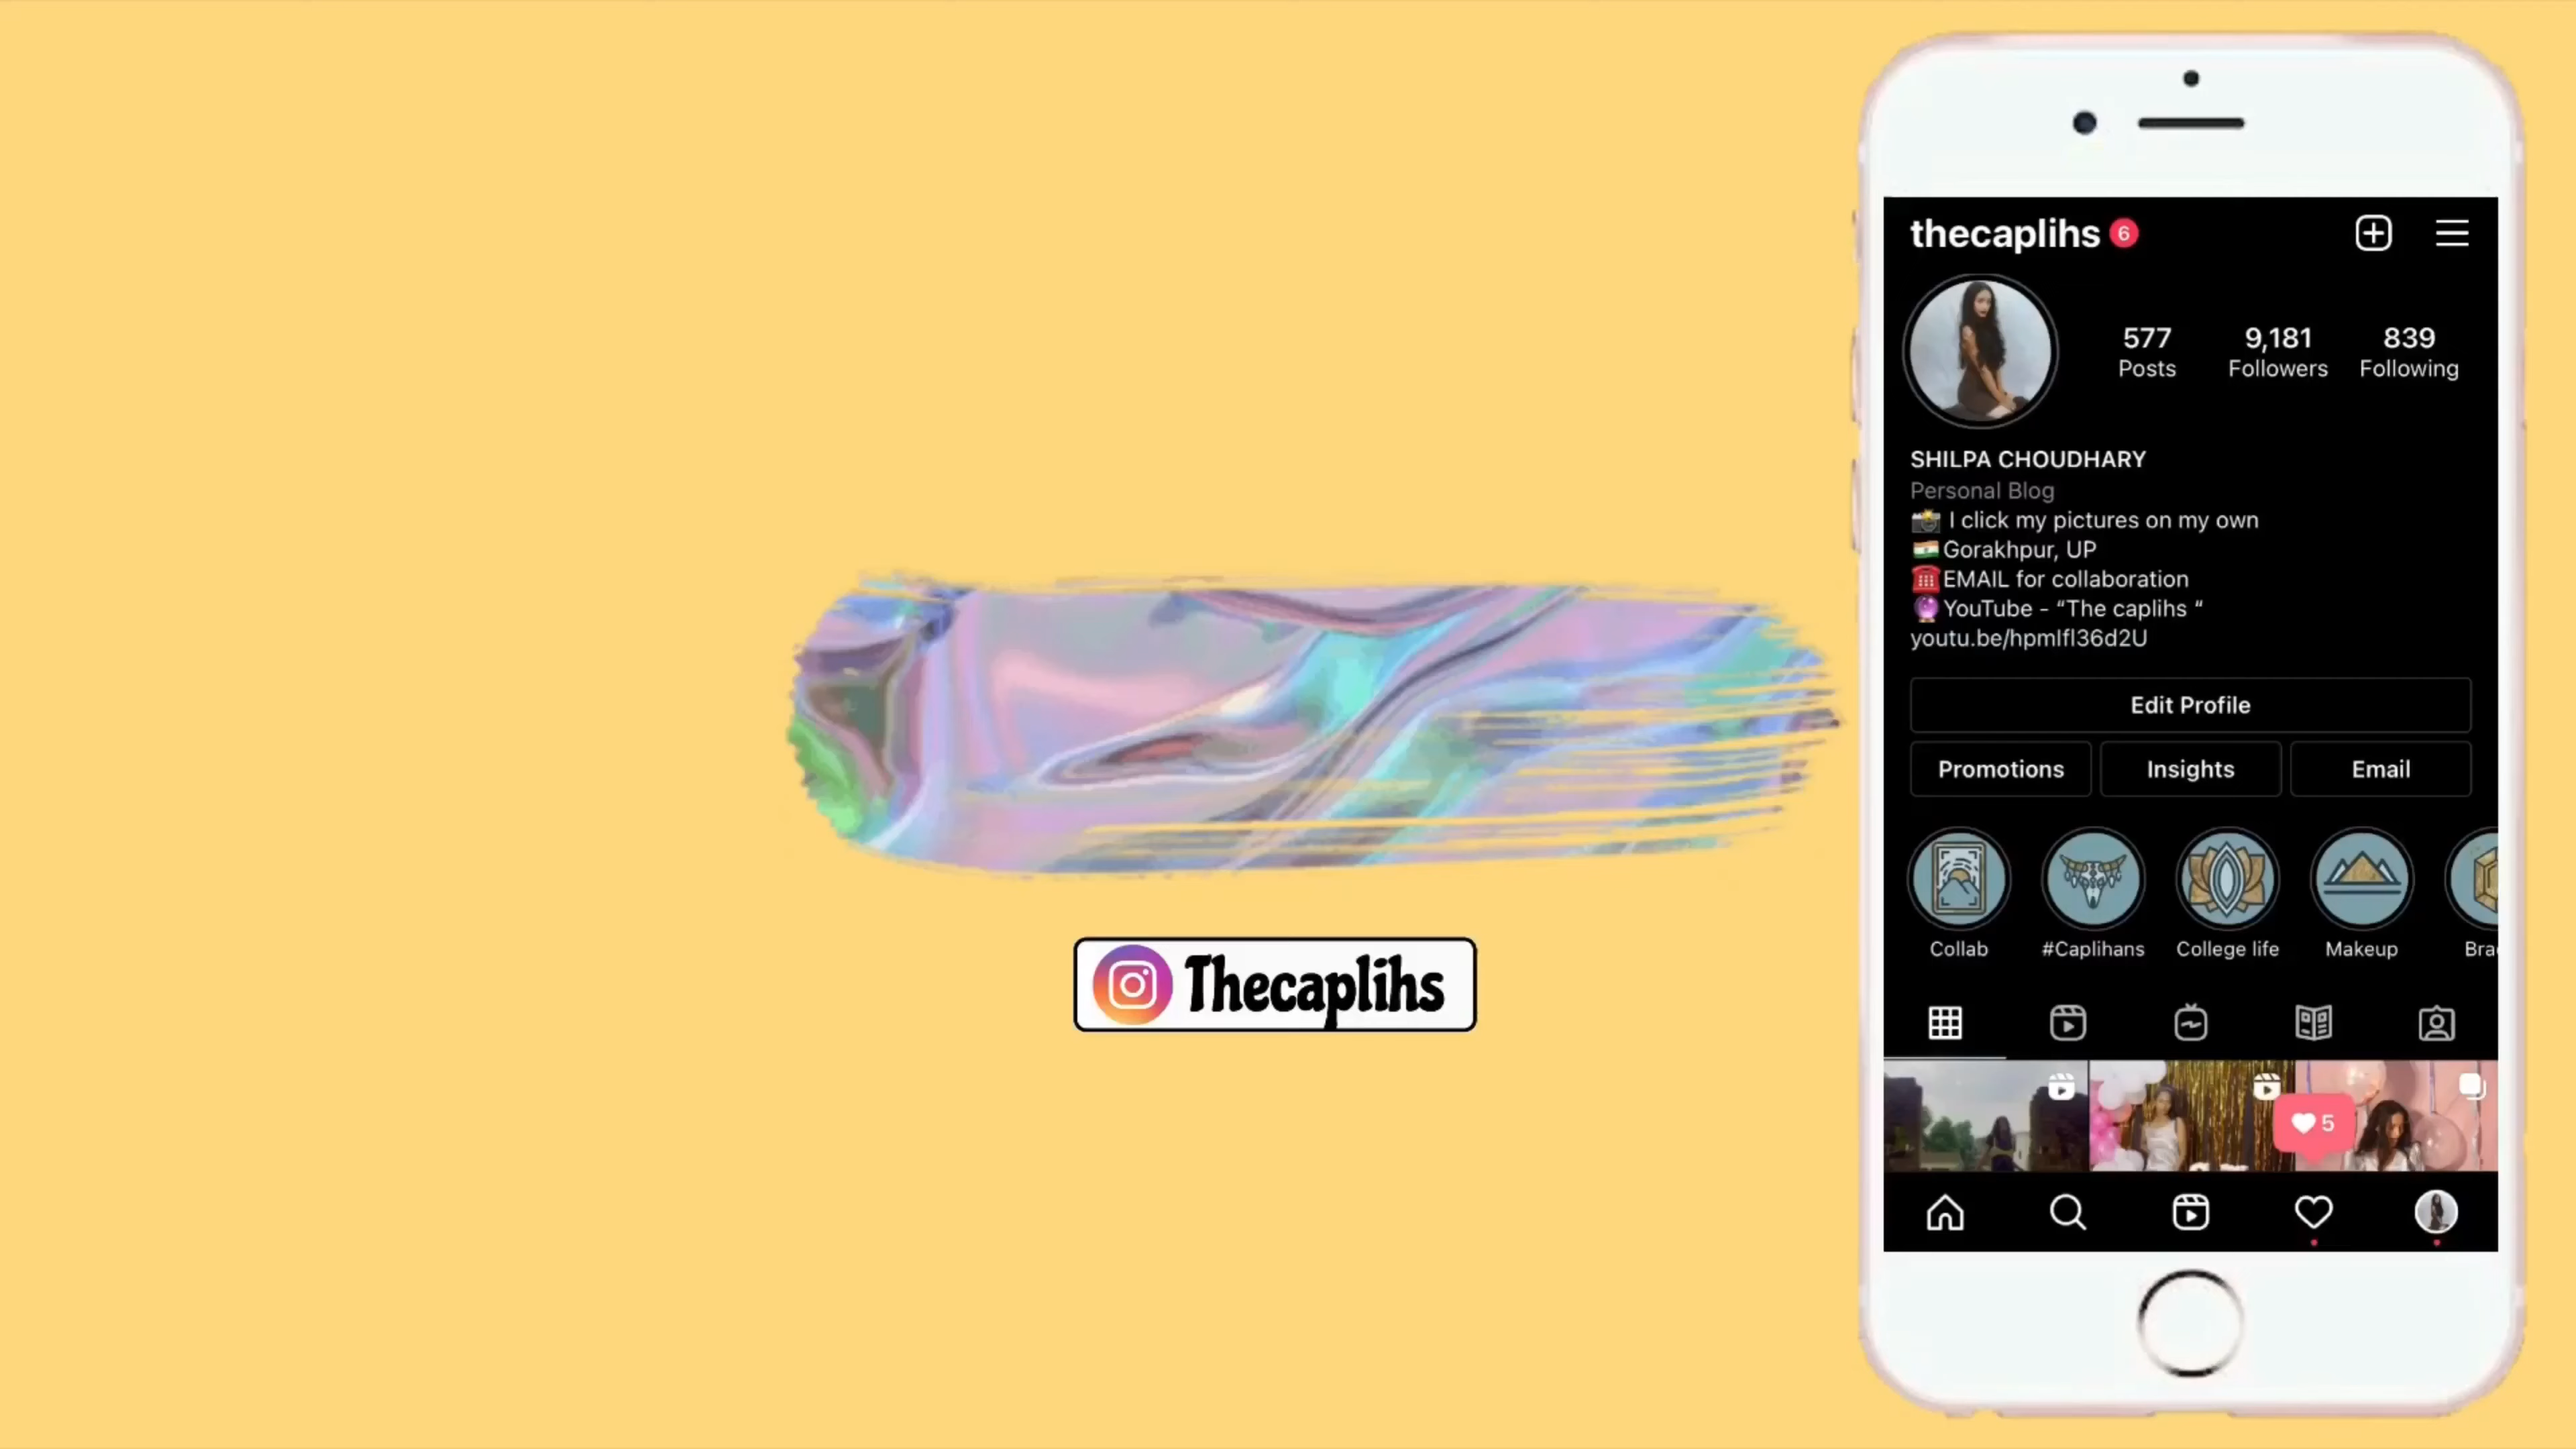 thecaplihs 6
577 9,181 839
Posts Followers Following
SHILPA CHOUDHARY
Personal Blog
I click my pictures on my own
Gorakhpur, UP
EMAIL for collaboration
YouTube - “The caplihs “
youtu.be/hpmlfl36d2U
Edit Profile
Promotions Insights Email
Collab #Caplihans College life Makeup Bra
Thecaplihs
5